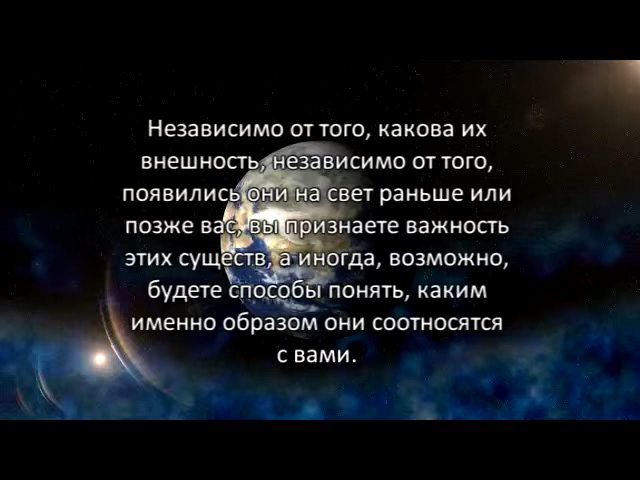 Независимо от того, какова их
внешность, независимо от того,
появились они на свет раньше или
позже вас, вы признаете важность
этих существ, а иногда, возможно,
будете способы понять, каким
именно образом они соотносятся
с вами.